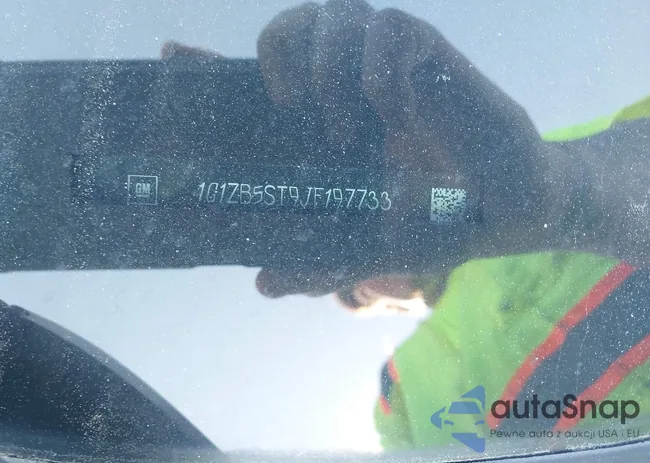 GM 1G1ZB5ST9JF197733
autaSnap
Pewne auta z aukcji USA i EU